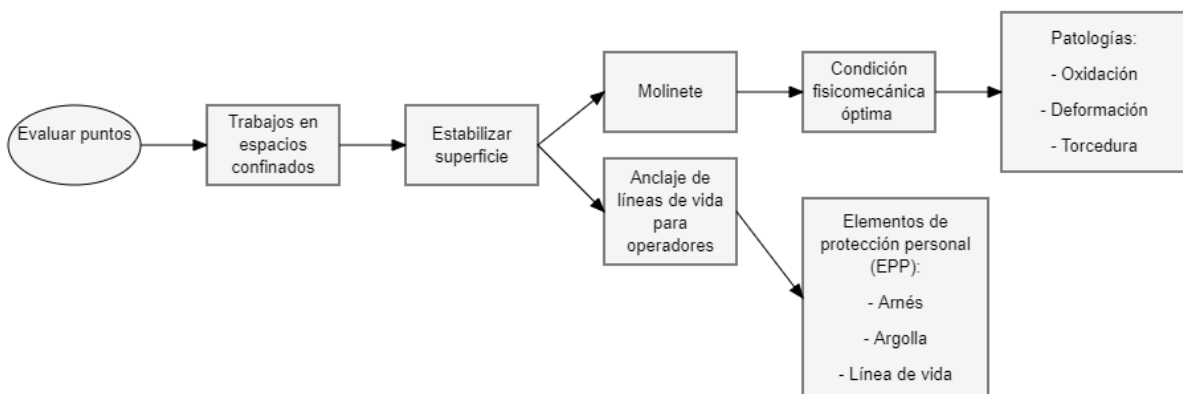 Evaluar puntos
Trabajos en
espacios
confinados
Estabilizar
superficie
Molinete
Condición
fisicomecánica
óptima
Patologías:
- Oxidación
- Deformación
- Torcedura
Anclaje de
líneas de vida
para
operadores
Elementos de
protección personal
(EPP):
- Arnés
- Argolla
- Línea de vida